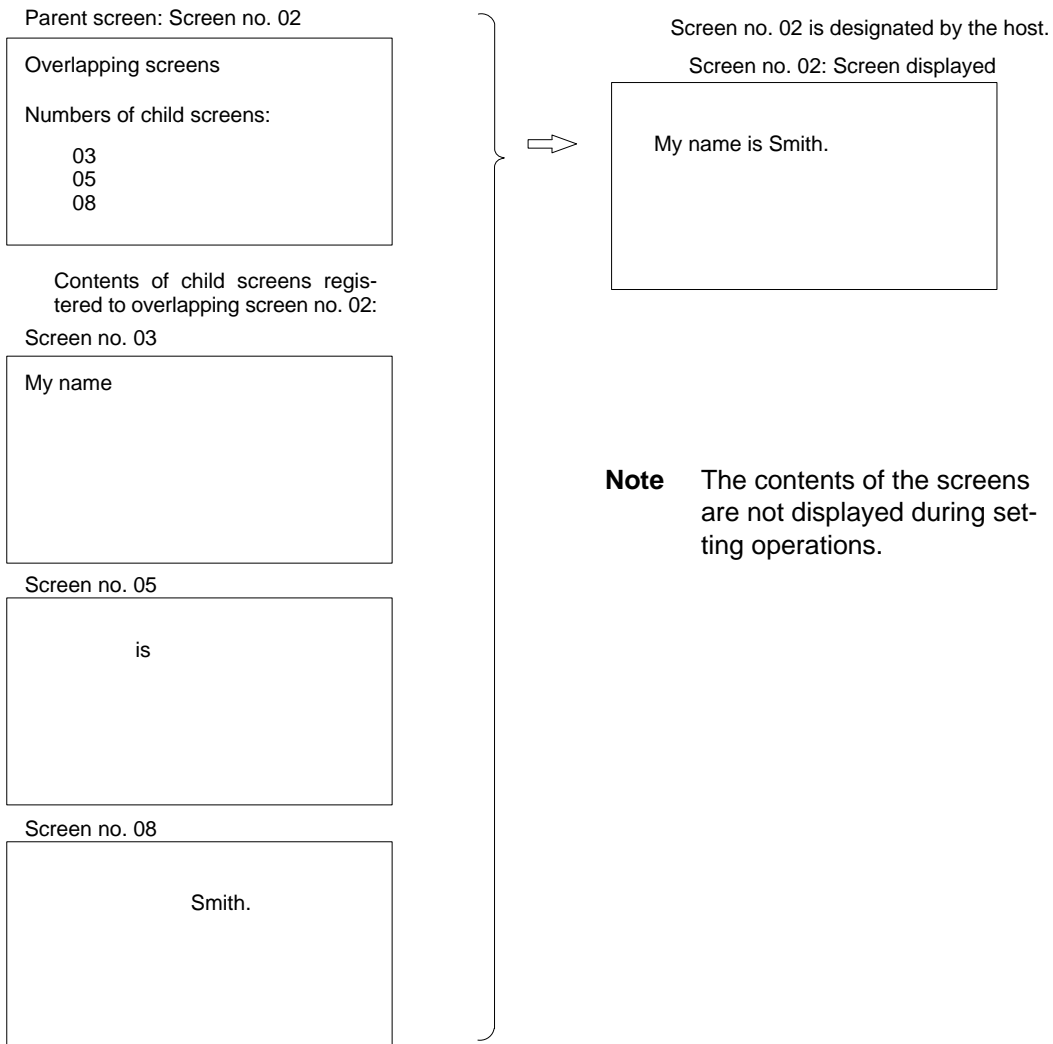 Parent screen: Screen no. 02
Overlapping screens
Numbers of child screens:
03
05
08
Contents of child screens regis-
tered to overlapping screen no. 02:
Screen no. 03
My name
Screen no. 05
is
Screen no. 08
Smith.
Screen no. 02 is designated by the host.
Screen no. 02: Screen displayed
My name is Smith.
Note The contents of the screens
are not displayed during set-
ting operations.